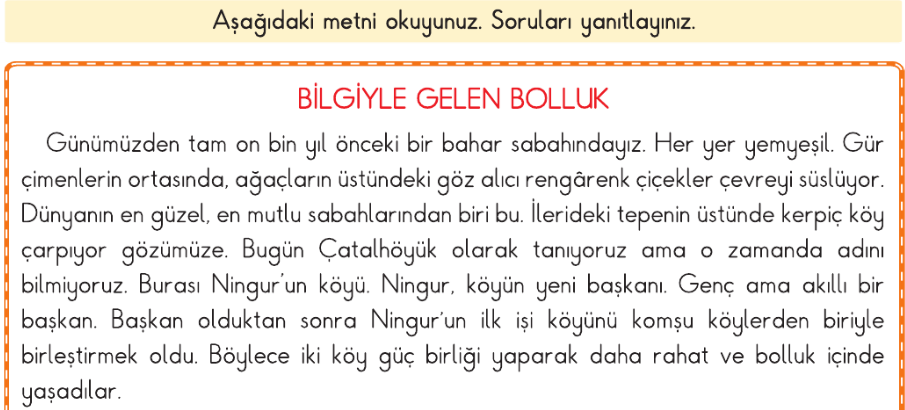 Aşağıdaki metni okuyunuz. Soruları yanıtlayınız.
BİLGİYLE GELEN BOLLUK
Günümüzden tam on bin yıl önceki bir bahar sabahındayız. Her yer yemyeşil. Gür
çimenlerin ortasında, ağaçların üstündeki göz alıcı rengârenk çiçekler çevreyi süslüyor.
Dünyanın en güzel, en mutlu sabahlarından biri bu. İlerideki tepenin üstünde kerpiç köy
çarpıyor gözümüze. Bugün Çatalhöyük olarak tanıyoruz ama o zamanda adını
bilmiyoruz. Burası Ningur'un köyü. Ningur, köyün yeni başkanı. Genç ama akıllı bir
başkan. Başkan olduktan sonra Ningur'un ilk işi köyünü komşu köylerden biriyle
birleştirmek oldu. Böylece iki köy güç birliği yaparak daha rahat ve bolluk içinde
yaşadılar.